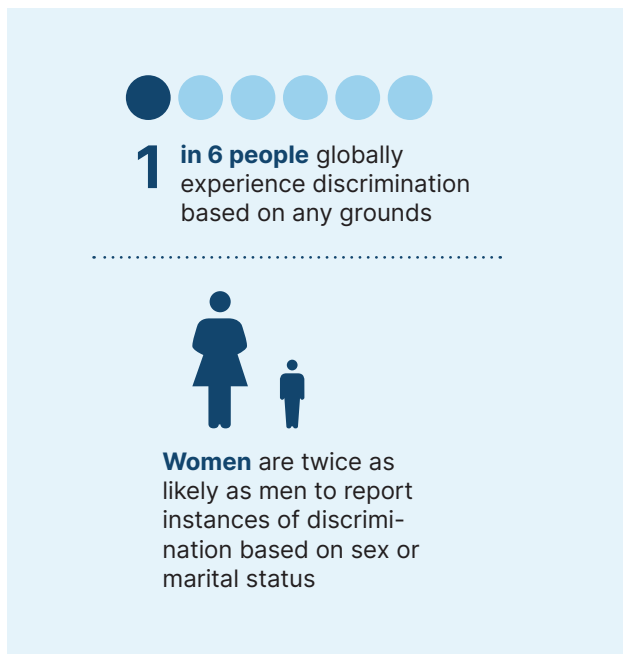 1 in 6 people globally
experience discrimination
based on any grounds
Women are twice as
likely as men to report
instances of discrimi-
nation based on sex or
marital status